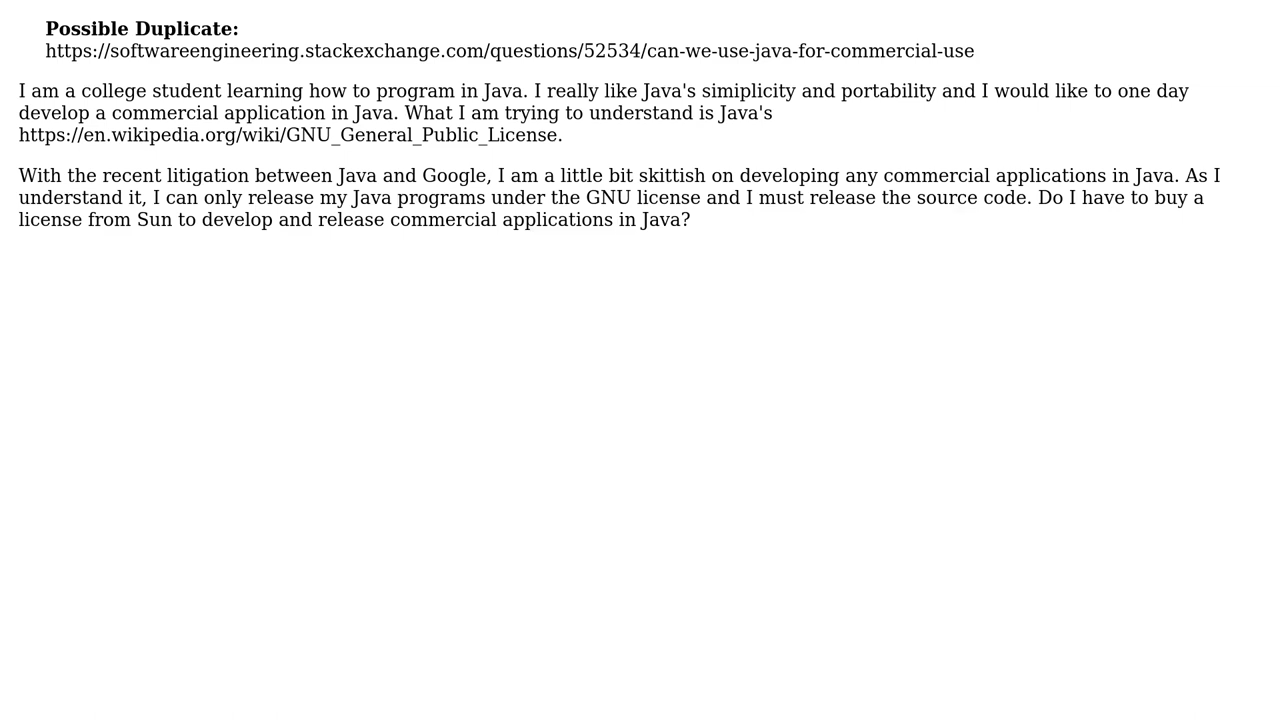 Possible Duplicate:
https://softwareengineering.stackexchange.com/questions/52534/can-we-use-java-for-commercial-use
I am a college student learning how to program in Java. I really like Java's simiplicity and portability and I would like to one day
develop a commercial application in Java. What I am trying to understand is Java's
https://en.wikipedia.org/wiki/GNU_General_Public_License.
With the recent litigation between Java and Google, I am a little bit skittish on developing any commercial applications in Java. As I
understand it, I can only release my Java programs under the GNU license and I must release the source code. Do I have to buy a
license from Sun to develop and release commercial applications in Java?